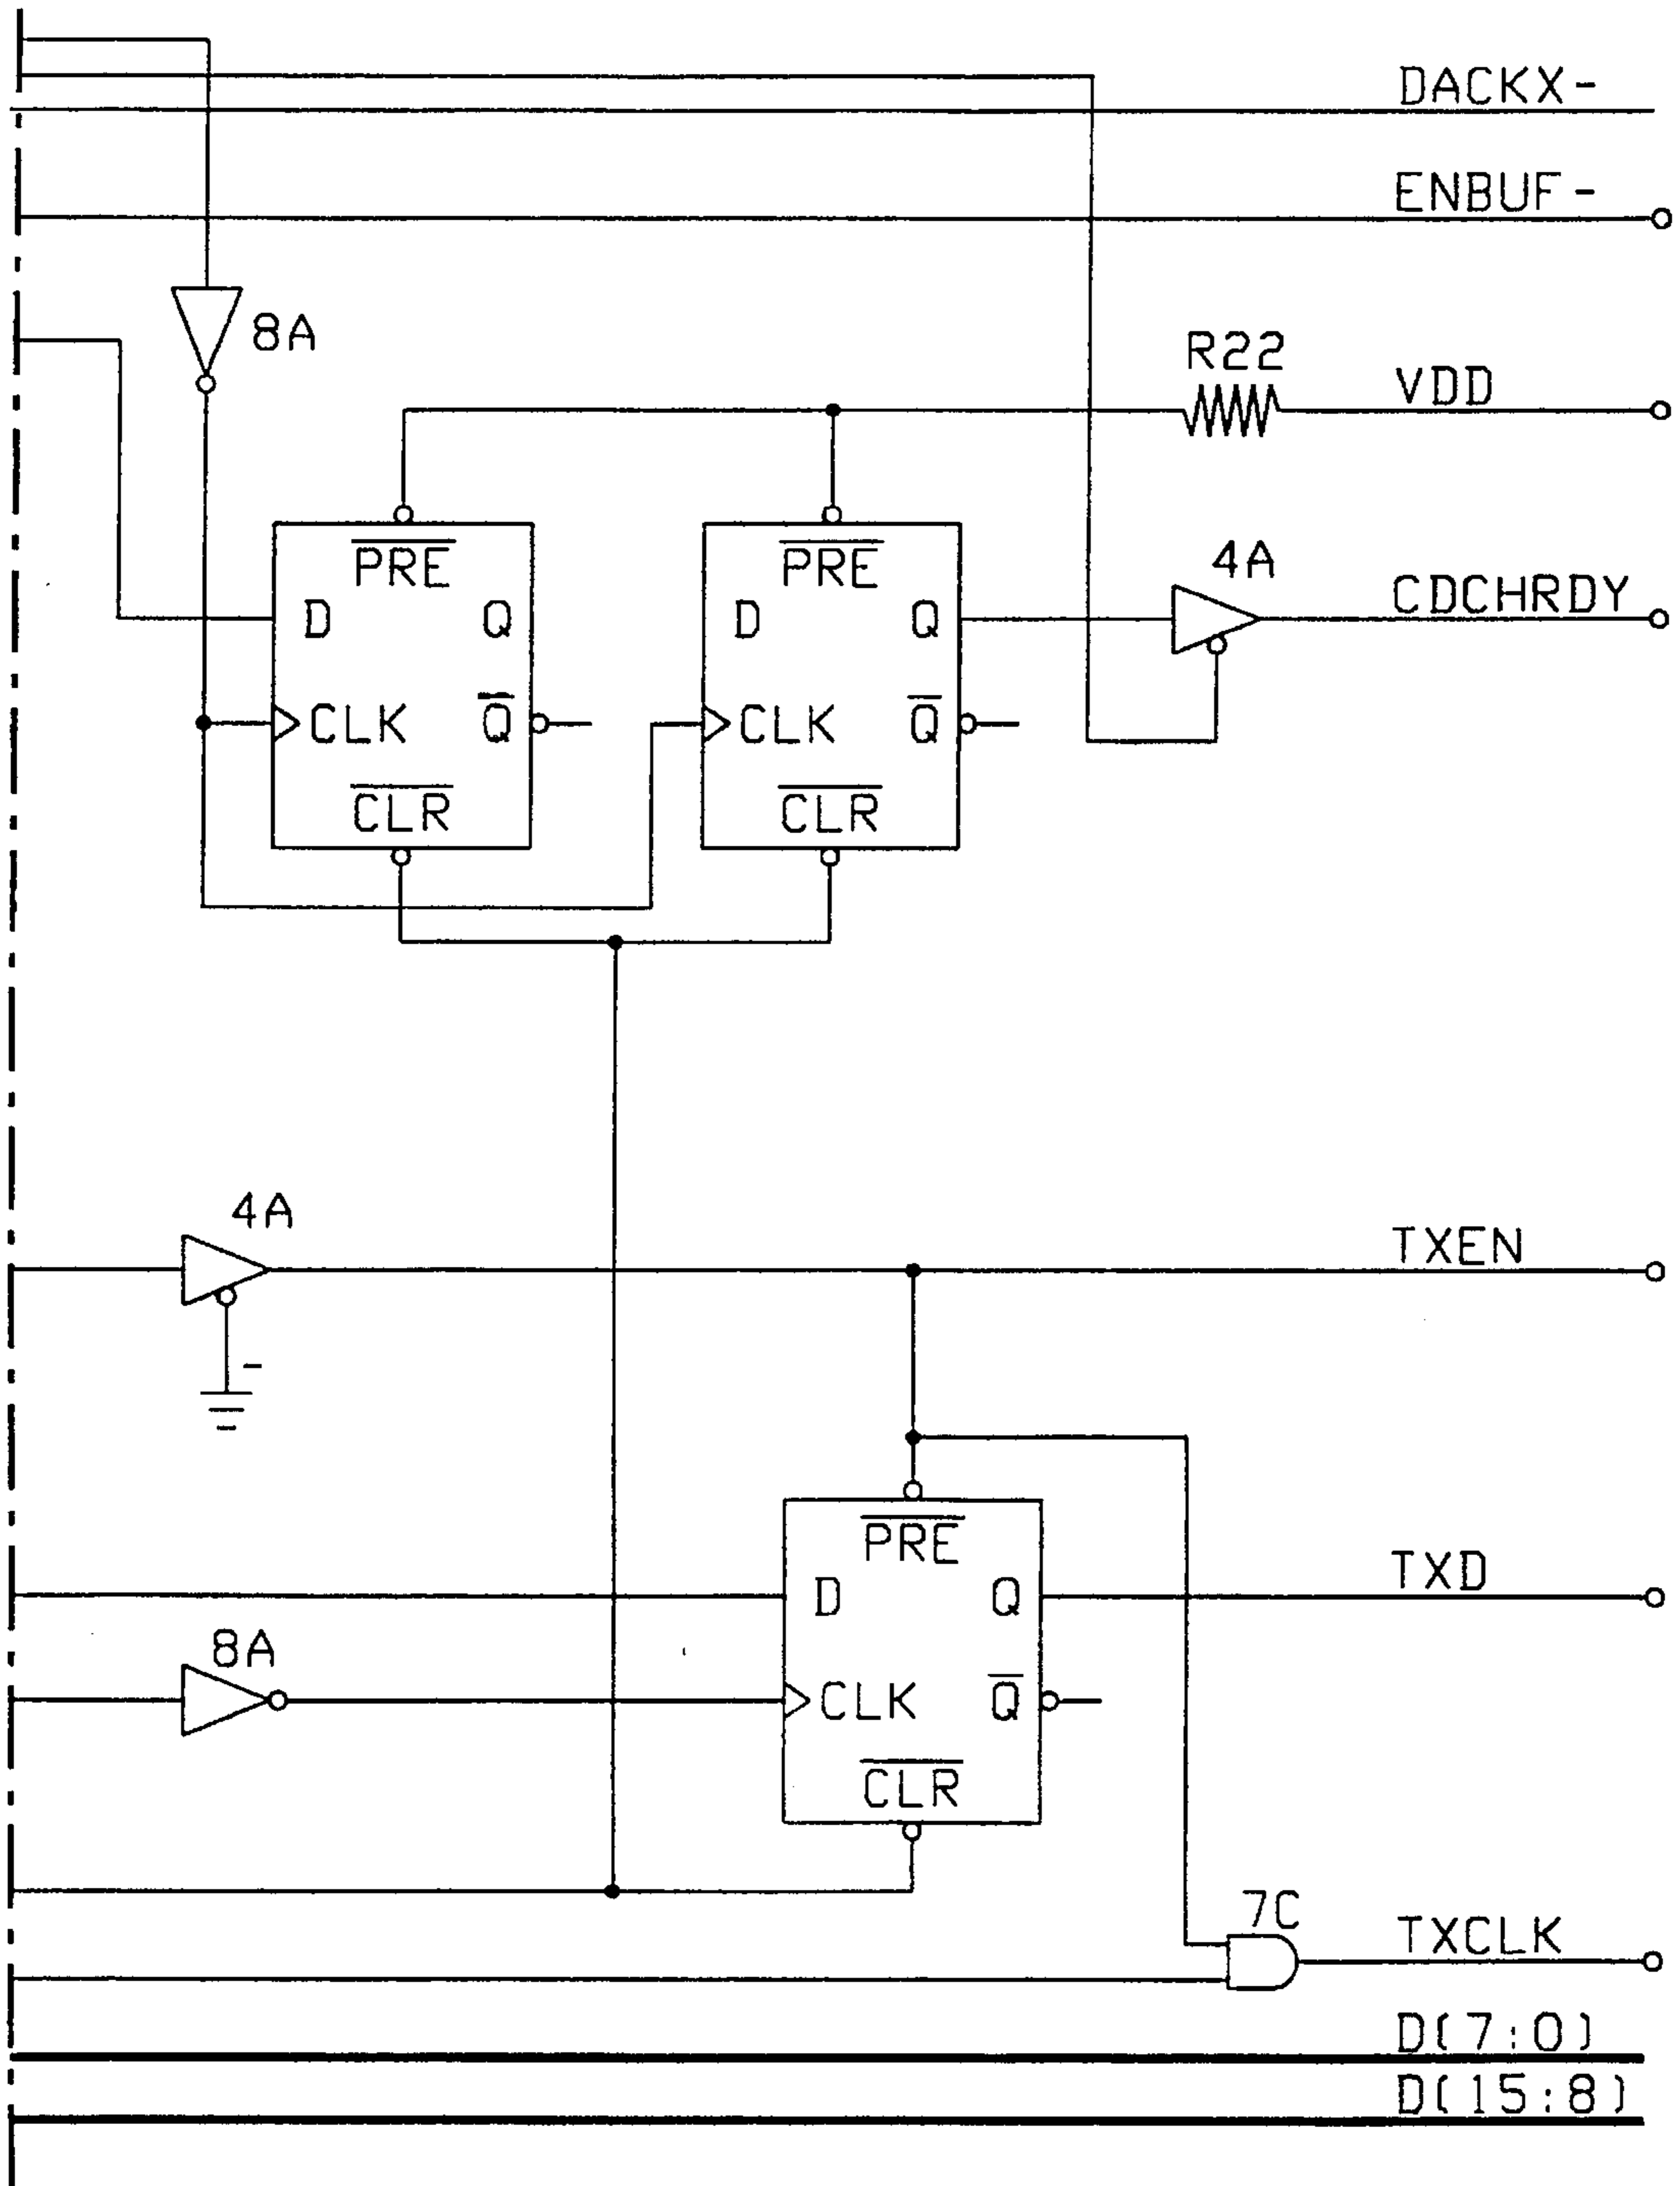 DACKX-
ENBUF-
8A
R22
VDD
PRE
PRE
4A
CDCHRDY
D
Q
D
Q
CLK
Q
CLK
Q
CLR
CLR
4A
TXEN
PRE
D
Q
TXD
8A
CLK
Q
CLR
7C
TXCLK
D(7:0)
D(15:8)